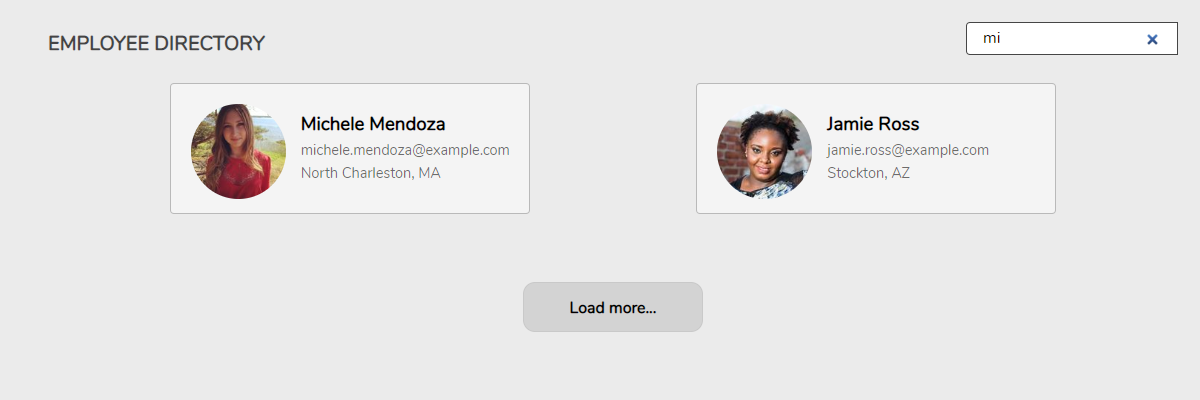 EMPLOYEE DIRECTORY
mi
Michele Mendoza
michele.mendoza@example.com
North Charleston, MA
Jamie Ross
jamie.ross@example.com
Stockton, AZ
Load more...